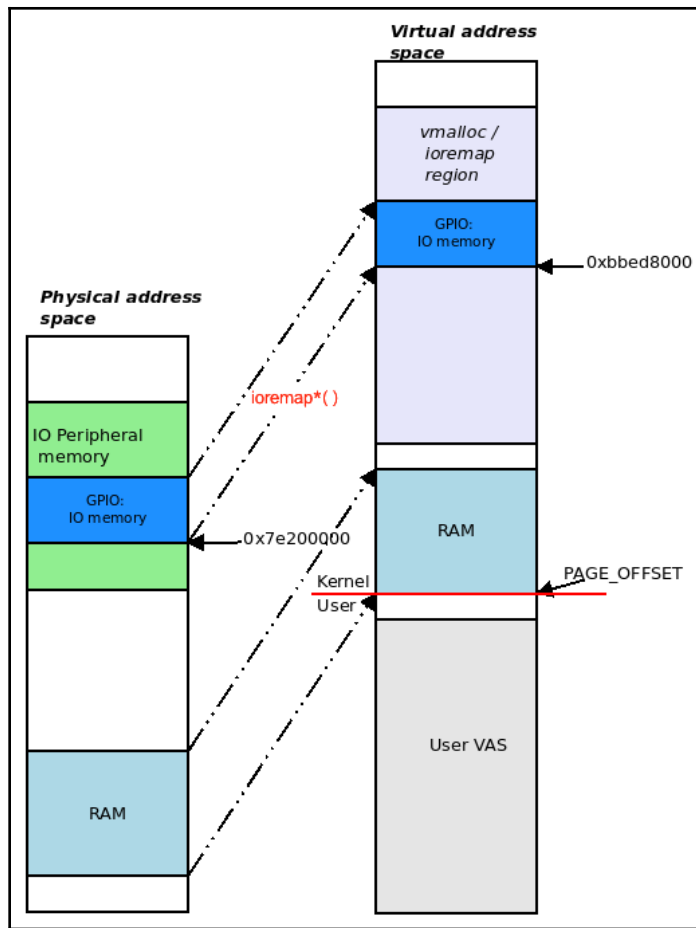 Virtual address
space
vmalloc /
ioremap
region
GPIO:
IO memory
0xbbed8000
Physical address
space
ioremap*( )
IO Peripheral
memory
GPIO:
IO memory
0x7e200000
RAM
PAGE_OFFSET
Kernel
User
User VAS
RAM